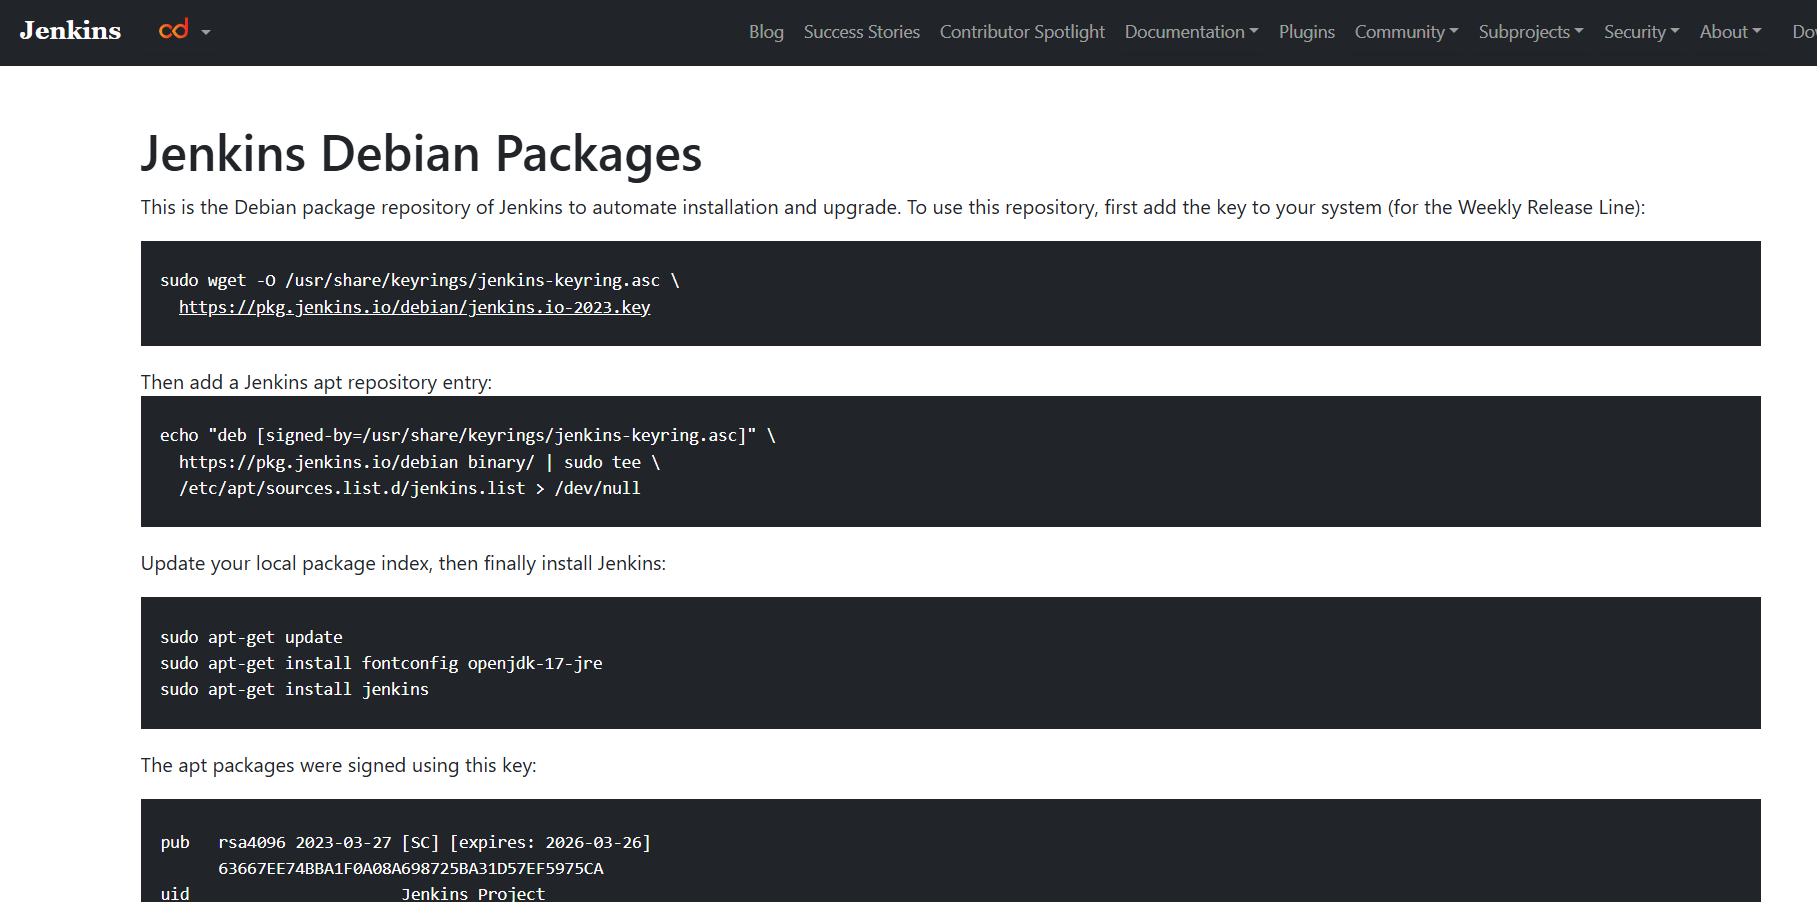 Jenkins
cd
Blog Success Stories Contributor Spotlight Documentation Plugins Community Subprojects Security About Do
Jenkins Debian Packages
This is the Debian package repository of Jenkins to automate installation and upgrade. To use this repository, first add the key to your system (for the Weekly Release Line):
sudo wget -O /usr/share/keyrings/jenkins-keyring.asc \
https://pkg.jenkins.io/debian/jenkins.io-2023.key
Then add a Jenkins apt repository entry:
echo "deb [signed-by=/usr/share/keyrings/jenkins-keyring.asc]" \
https://pkg.jenkins.io/debian binary/ | sudo tee \
/etc/apt/sources.list.d/jenkins.list > /dev/null
Update your local package index, then finally install Jenkins:
sudo apt-get update
sudo apt-get install fontconfig openjdk-17-jre
sudo apt-get install jenkins
The apt packages were signed using this key:
pub rsa4096 2023-03-27 [SC] [expires: 2026-03-26]
63667EE74BBA1F0A08A698725BA31D57EF5975CA
uid Jenkins Project